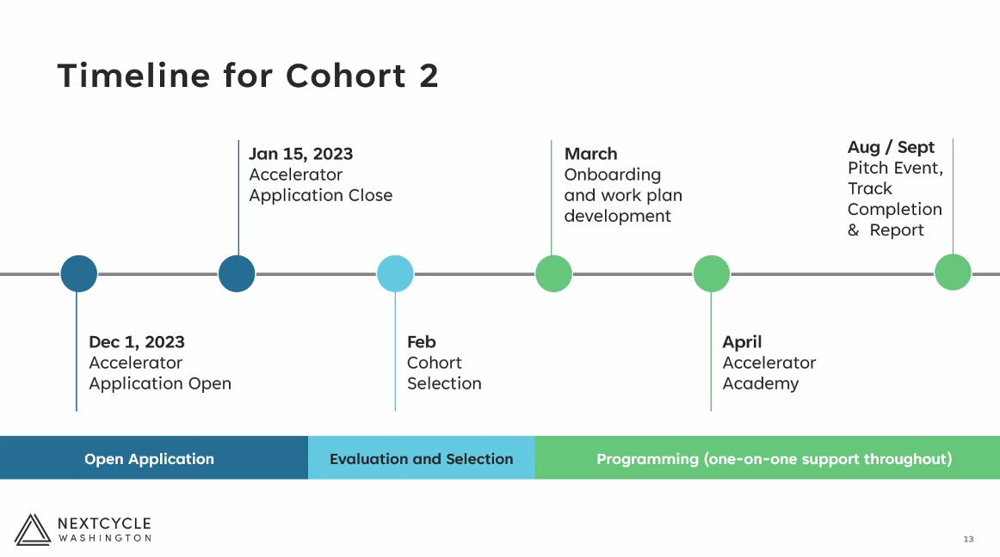 Timeline for Cohort 2
Dec 1, 2023
Accelerator
Application Open
Jan 15, 2023
Accelerator
Application Close
Feb
Cohort
Selection
March
Onboarding
and work plan
development
April
Accelerator
Academy
Aug / Sept
Pitch Event,
Track
Completion
& Report
Open Application
Evaluation and Selection
Programming (one-on-one support throughout)
NEXTCYCLE
WASHINGTON
13